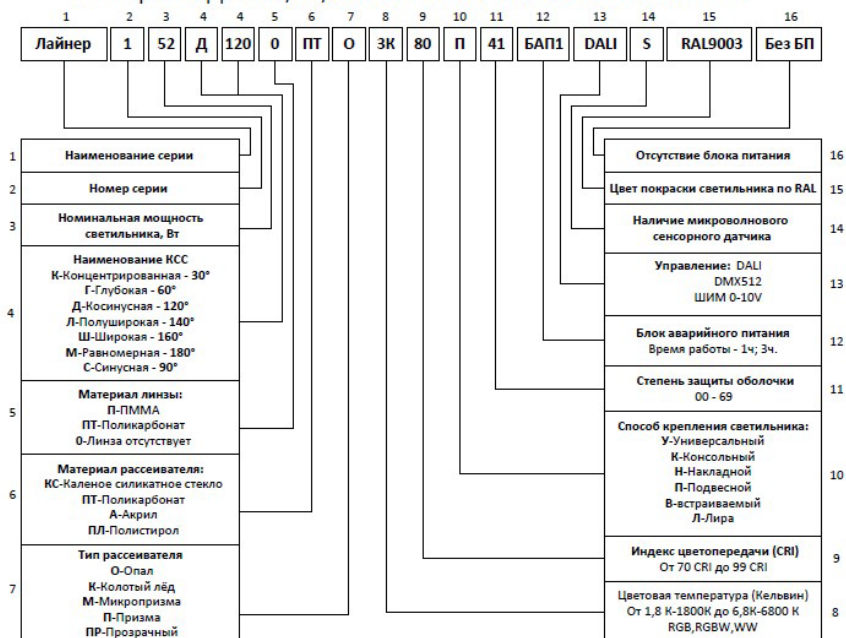 1 2 3 4 4 5 6 7 8 9 10 11 12 13 14 15 16
Лайнер 1 52 Д 120 0 ПТ О 3К 80 П 41 БАП1 DALI S RAL9003 Без БП
1 Наименование серии
2 Номер серии
3 Номинальная мощность
светильника, Вт
4 Наименование КСС
К-Концентрированная - 30°
Г-Глубокая - 60°
Д-Косинусная - 120°
Л-Полуширокая - 140°
Ш-Широкая - 160°
М-Равномерная - 180°
С-Синусная - 90°
5 Материал линзы:
П-ПММА
ПТ-Поликарбонат
0-Линза отсутствует
6 Материал рассеивателя:
КС-Каленое силикатное стекло
ПТ-Поликарбонат
А-Акрил
ПЛ-Полистирол
7 Тип рассеивателя
О-Опал
К-Колотый лёд
М-Микропризма
П-Призма
ПР-Прозрачный
Отсутствие блока питания 16
Цвет покраски светильника по RAL 15
Наличие микроволнового
сенсорного датчика 14
Управление: DALI
DMX512
ШИМ 0-10V 13
Блок аварийного питания
Время работы - 1ч; 3ч. 12
Степень защиты оболочки
00 - 69 11
Способ крепления светильника:
У-Универсальный
К-Консольный
Н-Накладной
П-Подвесной
В-встраиваемый
Л-Лира 10
Индекс цветопередачи (CRI)
От 70 CRI до 99 CRI 9
Цветовая температура (Кельвин)
От 1,8 К-1800К до 6,8К-6800 К
RGB,RGBW,WW 8